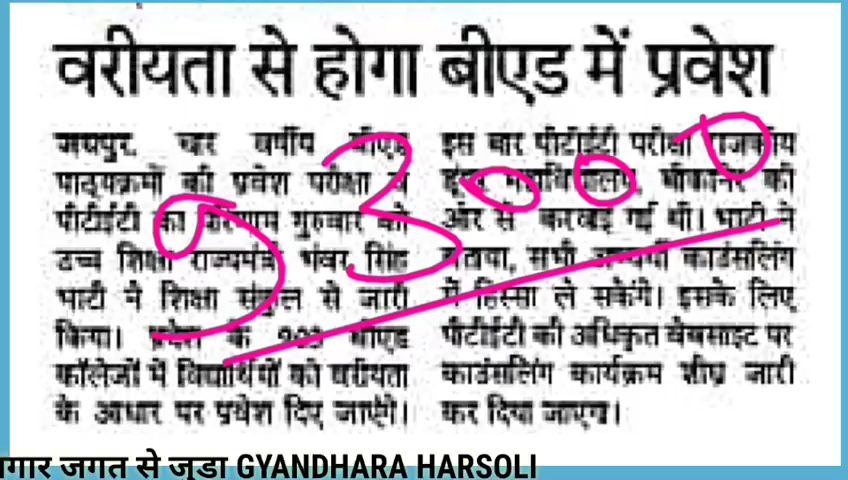 वरीयता से होगा बीएड में प्रवेश
जयपुर. चार वर्षीय बीएड
पाठ्यक्रमों की प्रवेश परीक्षा व
पीटीईटी का परिणाम गुरुवार को
उच्च शिक्षा राज्यमंत्री भंवर सिंह
भाटी ने शिक्षा संकुल से जारी
किया। प्रदेश के बीएड
कॉलेजों में विद्यार्थियों को वरीयता
के आधार पर प्रवेश दिए जाएंगे।
इस बार पीटीईटी परीक्षा राजकीय
डूंगर महाविद्यालय, बीकानेर की
ओर से करवाई गई थी। भाटी ने
बताया, सभी अभ्यर्थी काउंसलिंग
में हिस्सा ले सकेंगे। इसके लिए
पीटीईटी की अधिकृत वेबसाइट पर
काउंसलिंग कार्यक्रम शीघ्र जारी
कर दिया जाएगा।
93000
गार जगत से जुडा GYANDHARA HARSOLI